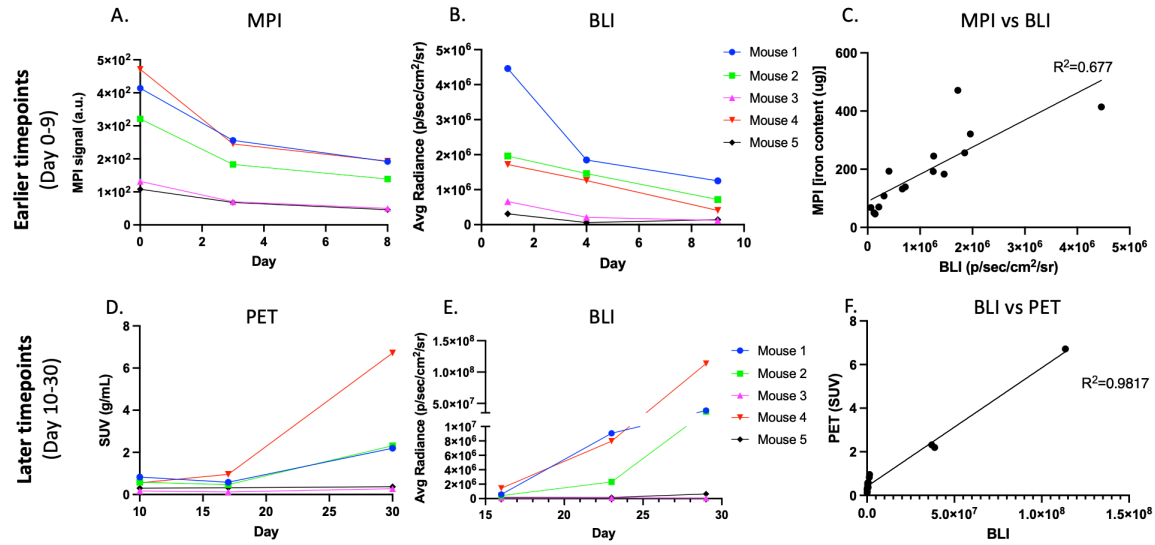 A.
MPI
B.
BLI
C.
MPI vs BLI
Earlier timepoints
(Day 0-9)
MPI signal (a.u.)
5×10²
4×10²
3×10²
2×10²
1×10²
0
0
2
4
6
8
Day
Avg Radiance (p/sec/cm²/sr)
5×10⁶
4×10⁶
3×10⁶
2×10⁶
1×10⁶
0
0
2
4
6
8
10
Day
Mouse 1
Mouse 2
Mouse 3
Mouse 4
Mouse 5
MPI [iron content (ug)]
600
400
200
0
R²=0.677
0
1×10⁶
2×10⁶
3×10⁶
4×10⁶
5×10⁶
BLI (p/sec/cm²/sr)
D.
PET
E.
BLI
F.
BLI vs PET
Later timepoints
(Day 10-30)
SUV (g/mL)
8
6
4
2
0
10
15
20
25
30
Day
Avg Radiance (p/sec/cm²/sr)
1.5×10⁸
1.0×10⁸
5.0×10⁷
1×10⁷
8×10⁶
6×10⁶
4×10⁶
2×10⁶
0
15
20
25
30
Day
Mouse 1
Mouse 2
Mouse 3
Mouse 4
Mouse 5
PET (SUV)
8
6
4
2
0
R²=0.9817
0
5.0×10⁷
1.0×10⁸
1.5×10⁸
BLI